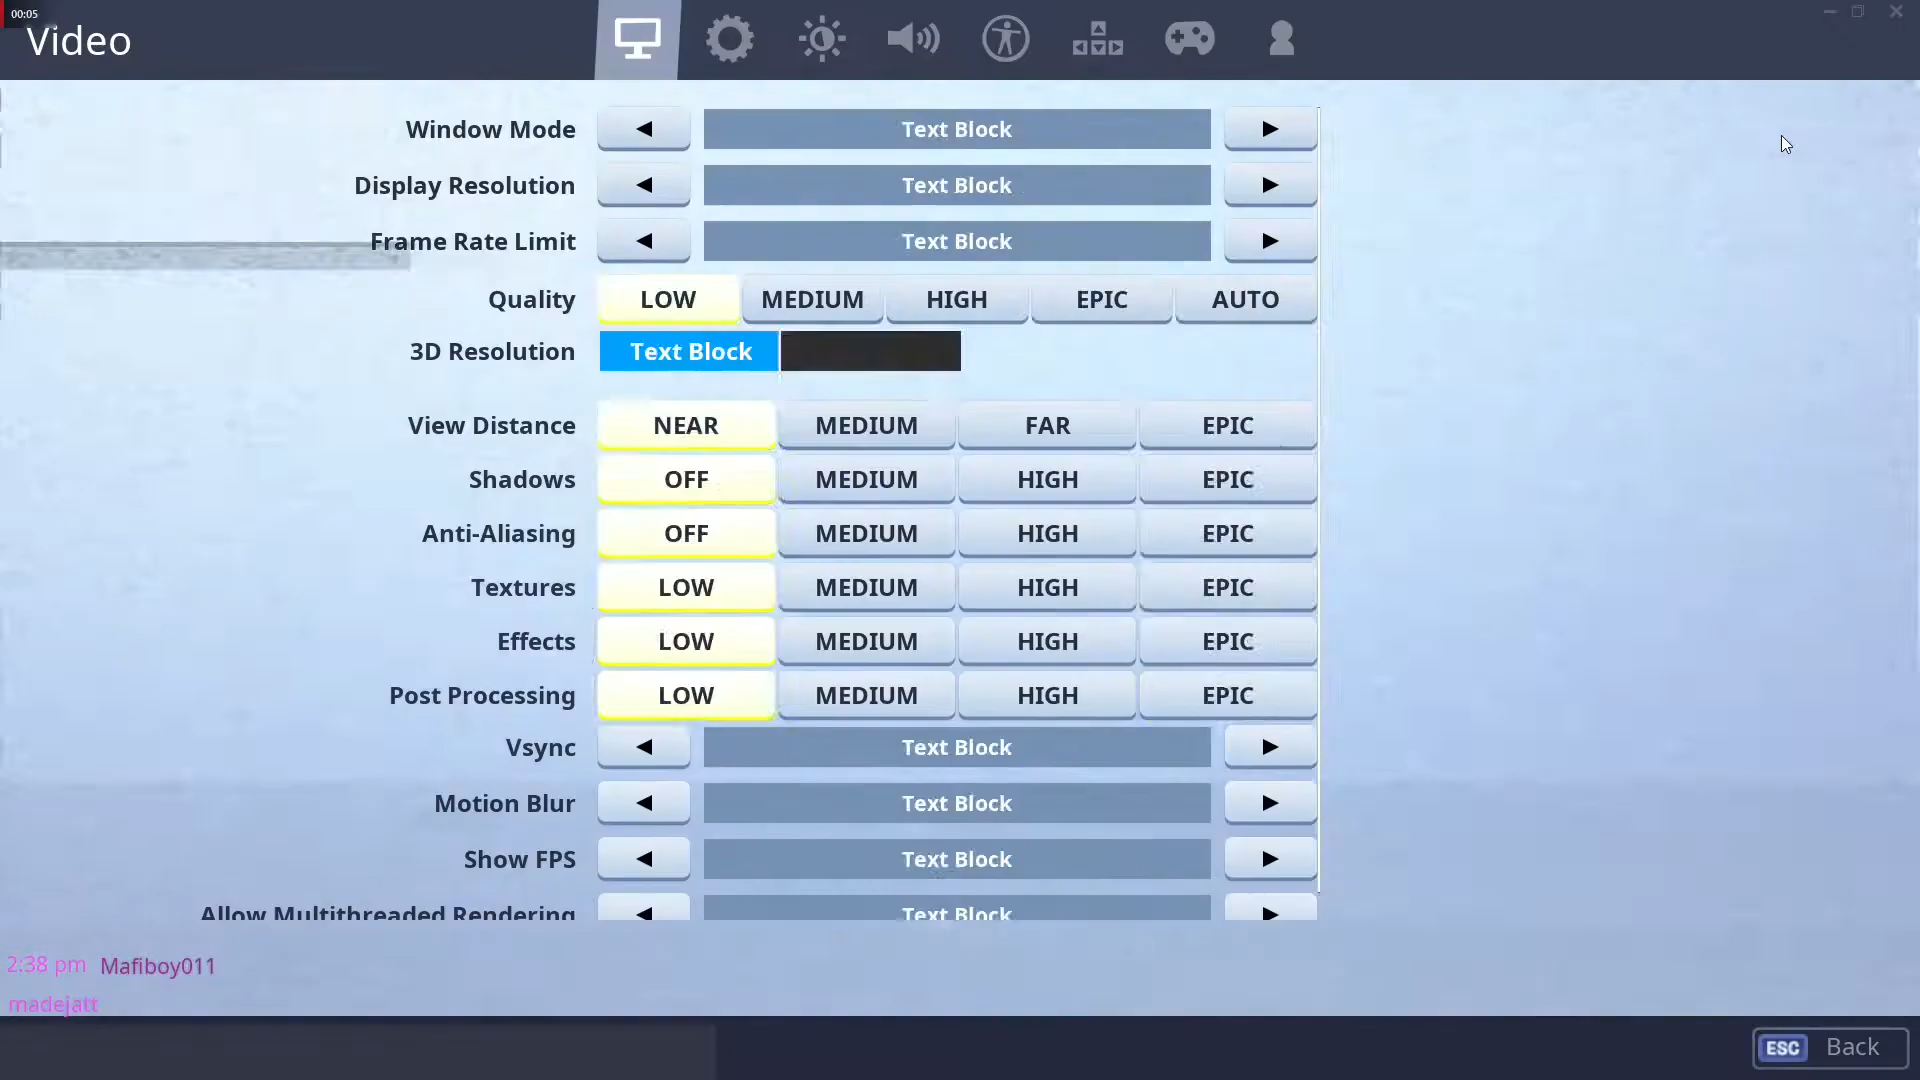 00:05
Video
Window Mode Text Block
Display Resolution Text Block
Frame Rate Limit Text Block
Quality LOW MEDIUM HIGH EPIC AUTO
3D Resolution Text Block
View Distance NEAR MEDIUM FAR EPIC
Shadows OFF MEDIUM HIGH EPIC
Anti-Aliasing OFF MEDIUM HIGH EPIC
Textures LOW MEDIUM HIGH EPIC
Effects LOW MEDIUM HIGH EPIC
Post Processing LOW MEDIUM HIGH EPIC
Vsync Text Block
Motion Blur Text Block
Show FPS Text Block
Allow Multithreaded Rendering Text Block
2:38 pm Mafiboy011
madejatt
ESC Back